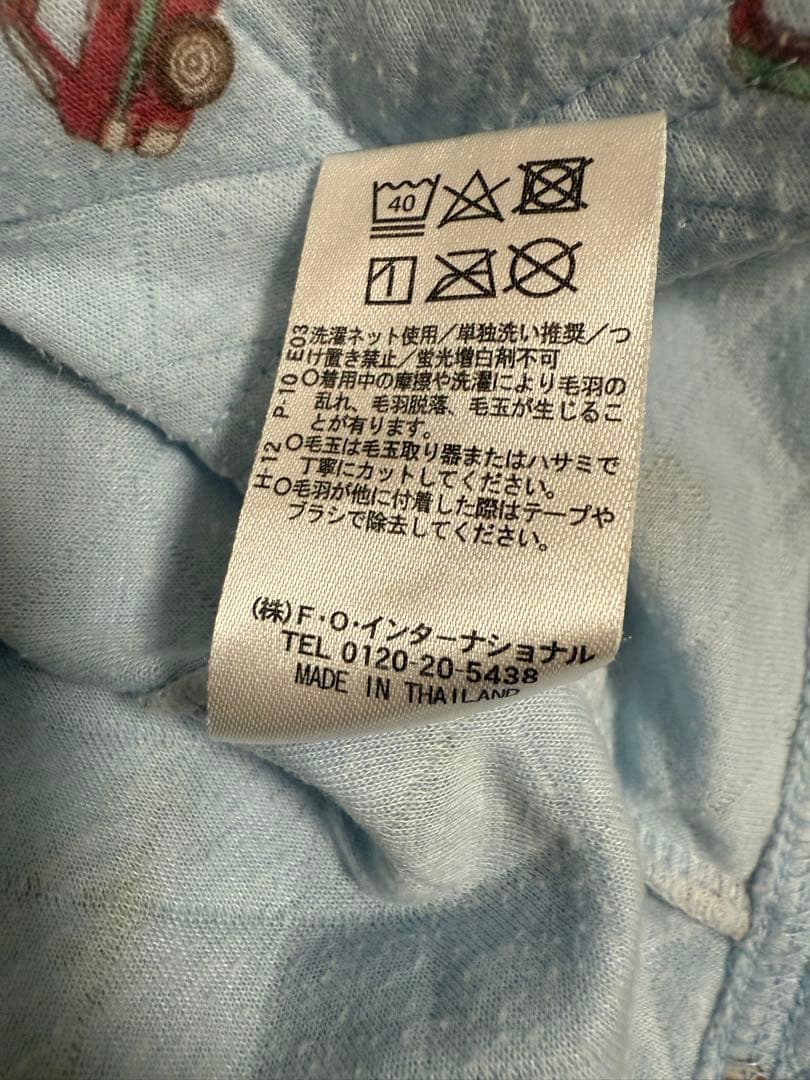 40
洗濯ネット使用/単独洗い推奨/つ
け置き禁止/蛍光増白剤不可
○着用中の摩擦や洗濯により毛羽の
乱れ、毛羽脱落、毛玉が生じるこ
とが有ります。
○毛玉は毛玉取り器またはハサミで
丁寧にカットしてください。
○毛羽が他に付着した際はテープや
ブラシで除去してください。
H-12 P-10 E03
(株)F・O・インターナショナル
TEL 0120-20-5438
MADE IN THAILAND